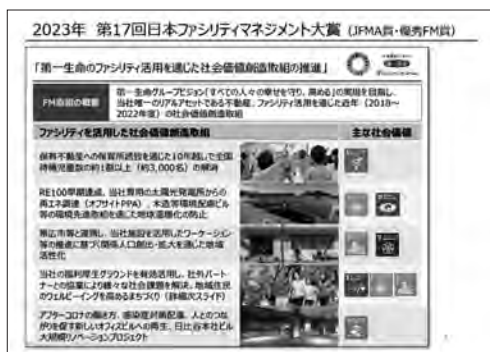 2023年 第17回日本ファシリティマネジメント大賞 (JFMA賞・優秀FM賞)
「第一生命のファシリティ活用を通じた社会価値創造取組の推進」
FM取組の概要
第一生命グループビジョン「すべての人々の幸せを守り、高める」の実現を目指し、
当社唯一のリアルアセットである不動産、ファシリティ活用を通じた近年(2018～
2022年度)の社会価値創造取組
ファシリティを活用した社会価値創造取組
主な社会価値
保有不動産への保育所誘致を通じた10年越しで全国
待機児童数の約1割以上(約3,000名)の解消
RE100早期達成、当社専用の太陽光発電所からの
再エネ調達(オフサイトPPA)、木造等環境配慮ビル
等の環境先進取組を通じた地球温暖化の防止
帯広市等と連携し、当社施設を活用したワーケーション
等の推進に基づく関係人口創出・拡大を通じた地域
活性化
当社の福利厚生グラウンドを有効活用し、社外パート
ナーとの協業により様々な社会課題を解決、地域住民
のウェルビーイングを高めるまちづくり(詳細次スライド)
アフターコロナの働き方、感染症対策配慮、人とのつな
がりを促す新しいオフィスビルへの再生、日比谷本社ビル
大規模リノベーションプロジェクト